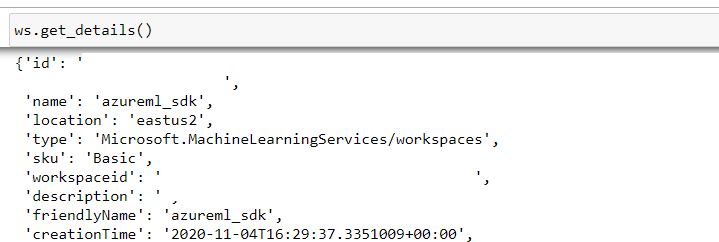 ws.get_details()
{'id': '
',
'name': 'azureml_sdk',
'location': 'eastus2',
'type': 'Microsoft.MachineLearningServices/workspaces',
'sku': 'Basic',
'workspaceid': ' ',
'description': ' ,
'friendlyName': 'azureml_sdk',
'creationTime': '2020-11-04T16:29:37.3351009+00:00',